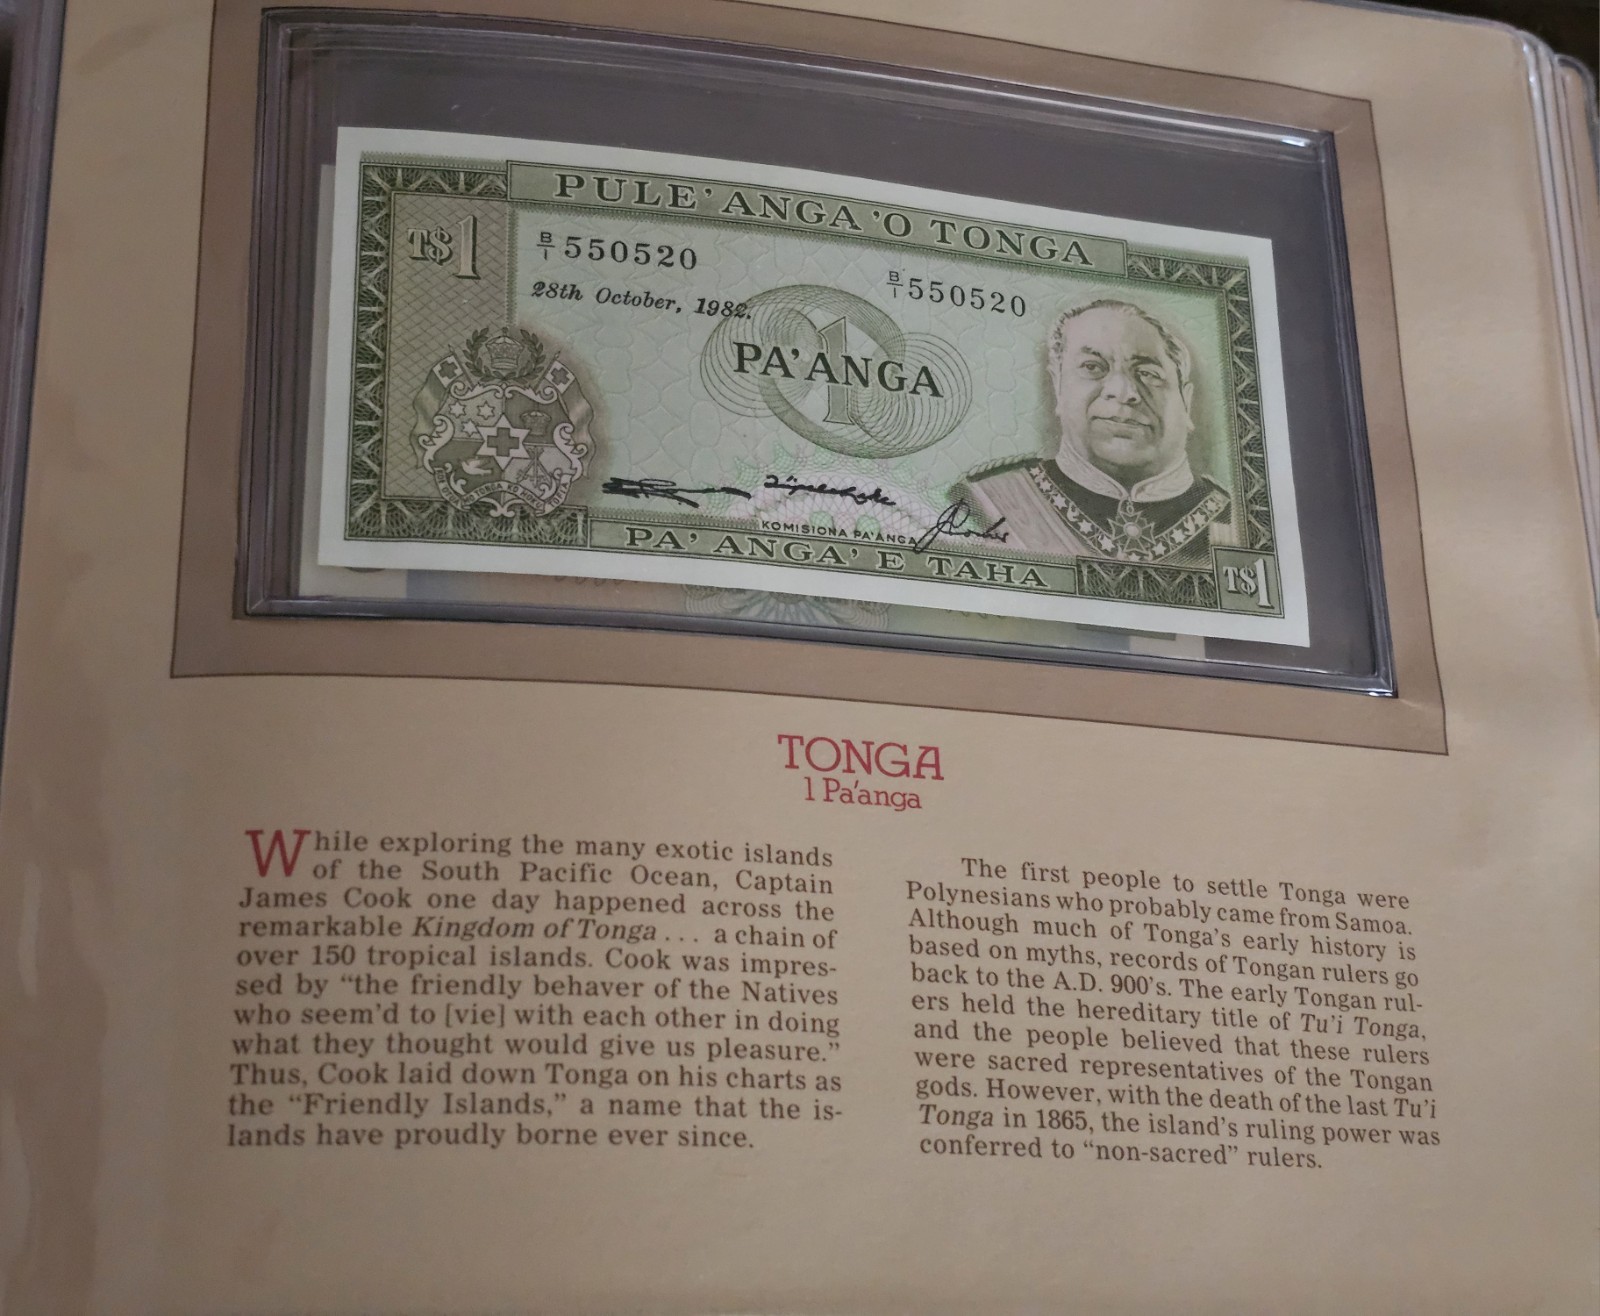 PULE'ANGA 'O TONGA
T$1
B/1 550520
B/1 550520
28th October, 1982.
1
PA'ANGA
KOMISIONA PA'ANGA
PA'ANGA' E TAHA
T$1
TONGA
1 Pa'anga
While exploring the many exotic islands
of the South Pacific Ocean, Captain
James Cook one day happened across the
remarkable Kingdom of Tonga . . . a chain of
over 150 tropical islands. Cook was impres-
sed by “the friendly behaver of the Natives
who seem’d to [vie] with each other in doing
what they thought would give us pleasure.”
Thus, Cook laid down Tonga on his charts as
the “Friendly Islands,” a name that the is-
lands have proudly borne ever since.
The first people to settle Tonga were
Polynesians who probably came from Samoa.
Although much of Tonga’s early history is
based on myths, records of Tongan rulers go
back to the A.D. 900’s. The early Tongan rul-
ers held the hereditary title of Tu’i Tonga,
and the people believed that these rulers
were sacred representatives of the Tongan
gods. However, with the death of the last Tu’i
Tonga in 1865, the island’s ruling power was
conferred to “non-sacred” rulers.